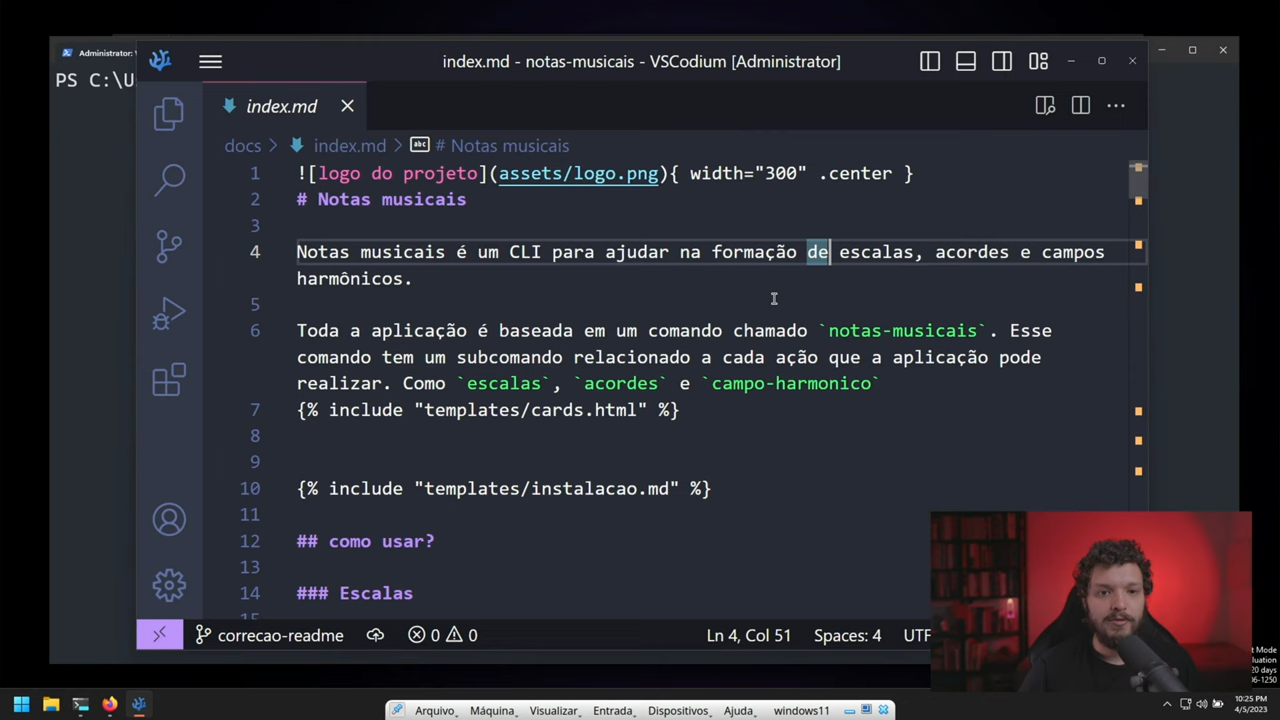 Administrator:
index.md - notas-musicais - VSCodium [Administrator]
PS C:\U
index.md
docs > index.md > # Notas musicais
1 ![logo do projeto](assets/logo.png){ width="300" .center }
2 # Notas musicais
3
4 Notas musicais é um CLI para ajudar na formação de escalas, acordes e campos
harmônicos.
5
6 Toda a aplicação é baseada em um comando chamado `notas-musicais`. Esse
comando tem um subcomando relacionado a cada ação que a aplicação pode
realizar. Como `escalas`, `acordes` e `campo-harmonico`
7 {% include "templates/cards.html" %}
8
9
10 {% include "templates/instalacao.md" %}
11
12 ## como usar?
13
14 ### Escalas
correcao-readme 0 0 Ln 4, Col 51 Spaces: 4 UTF
t Mode
luation
20 days
06-1250
Arquivo Máquina Visualizar Entrada Dispositivos Ajuda windows11
10:25 PM
4/5/2023